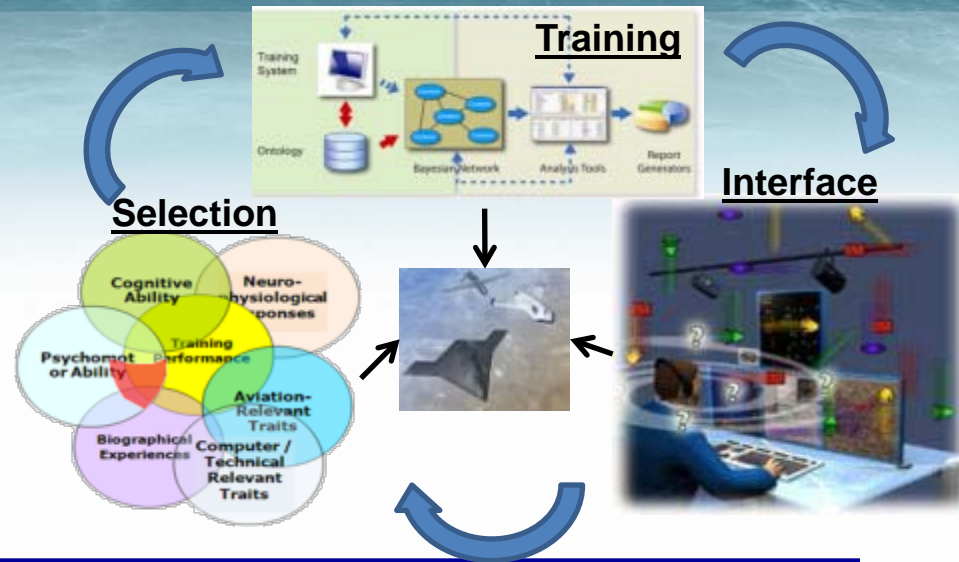 Training
Training
System
Ontology
Bayesian Network
Analysis Tools
Report
Generators
Interface
Selection
Cognitive
Ability
Neuro-
physiological
sponses
Training
Performance
Psychomot
or Ability
Aviation-
Relevant
Traits
Biographical
Experiences
Computer /
Technical
Relevant
Traits
?
?
?
?
?